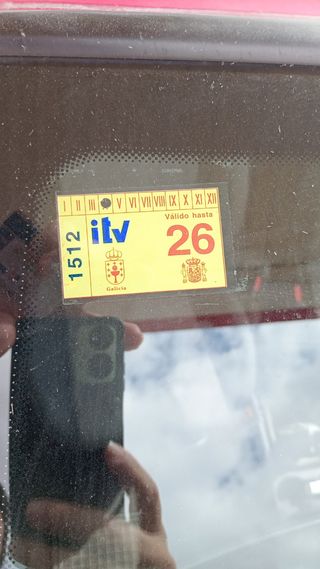 I II III V VI VII VIII IX X XI XII
1512
itv
Válido hasta
26
Galicia